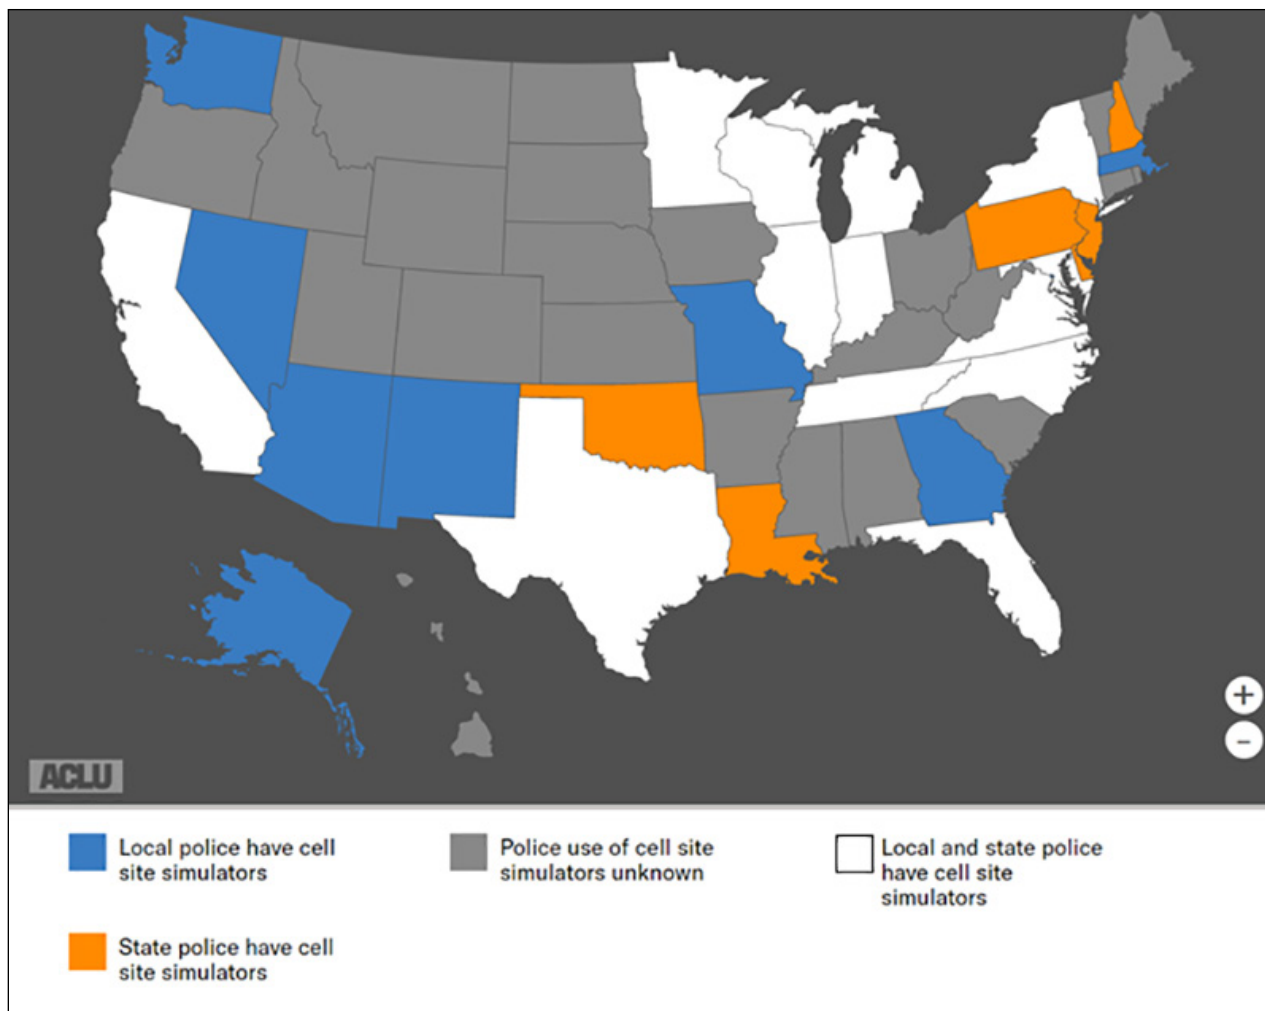 +
−
ACLU
Local police have cell
site simulators
Police use of cell site
simulators unknown
Local and state police
have cell site
simulators
State police have cell
site simulators